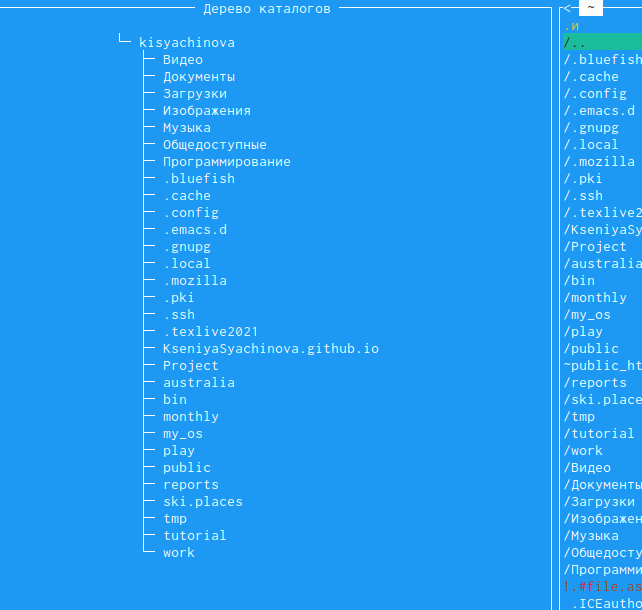 Дерево каталогов
kisyachinova
Видео
Документы
Загрузки
Изображения
Музыка
Общедоступные
Программирование
.bluefish
.cache
.config
.emacs.d
.gnupg
.local
.mozilla
.pki
.ssh
.texlive2021
KseniyaSyachinova.github.io
Project
australia
bin
monthly
my_os
play
public
reports
ski.places
tmp
tutorial
work
<─ ~
.и
/..
/.bluefish
/.cache
/.config
/.emacs.d
/.gnupg
/.local
/.mozilla
/.pki
/.ssh
/.texlive2
/KseniyaSy
/Project
/australia
/bin
/monthly
/my_os
/play
/public
~public_ht
/reports
/ski.place
/tmp
/tutorial
/work
/Видео
/Документы
/Загрузки
/Изображен
/Музыка
/Общедосту
/Программи
!.#file.as
.ICEautho